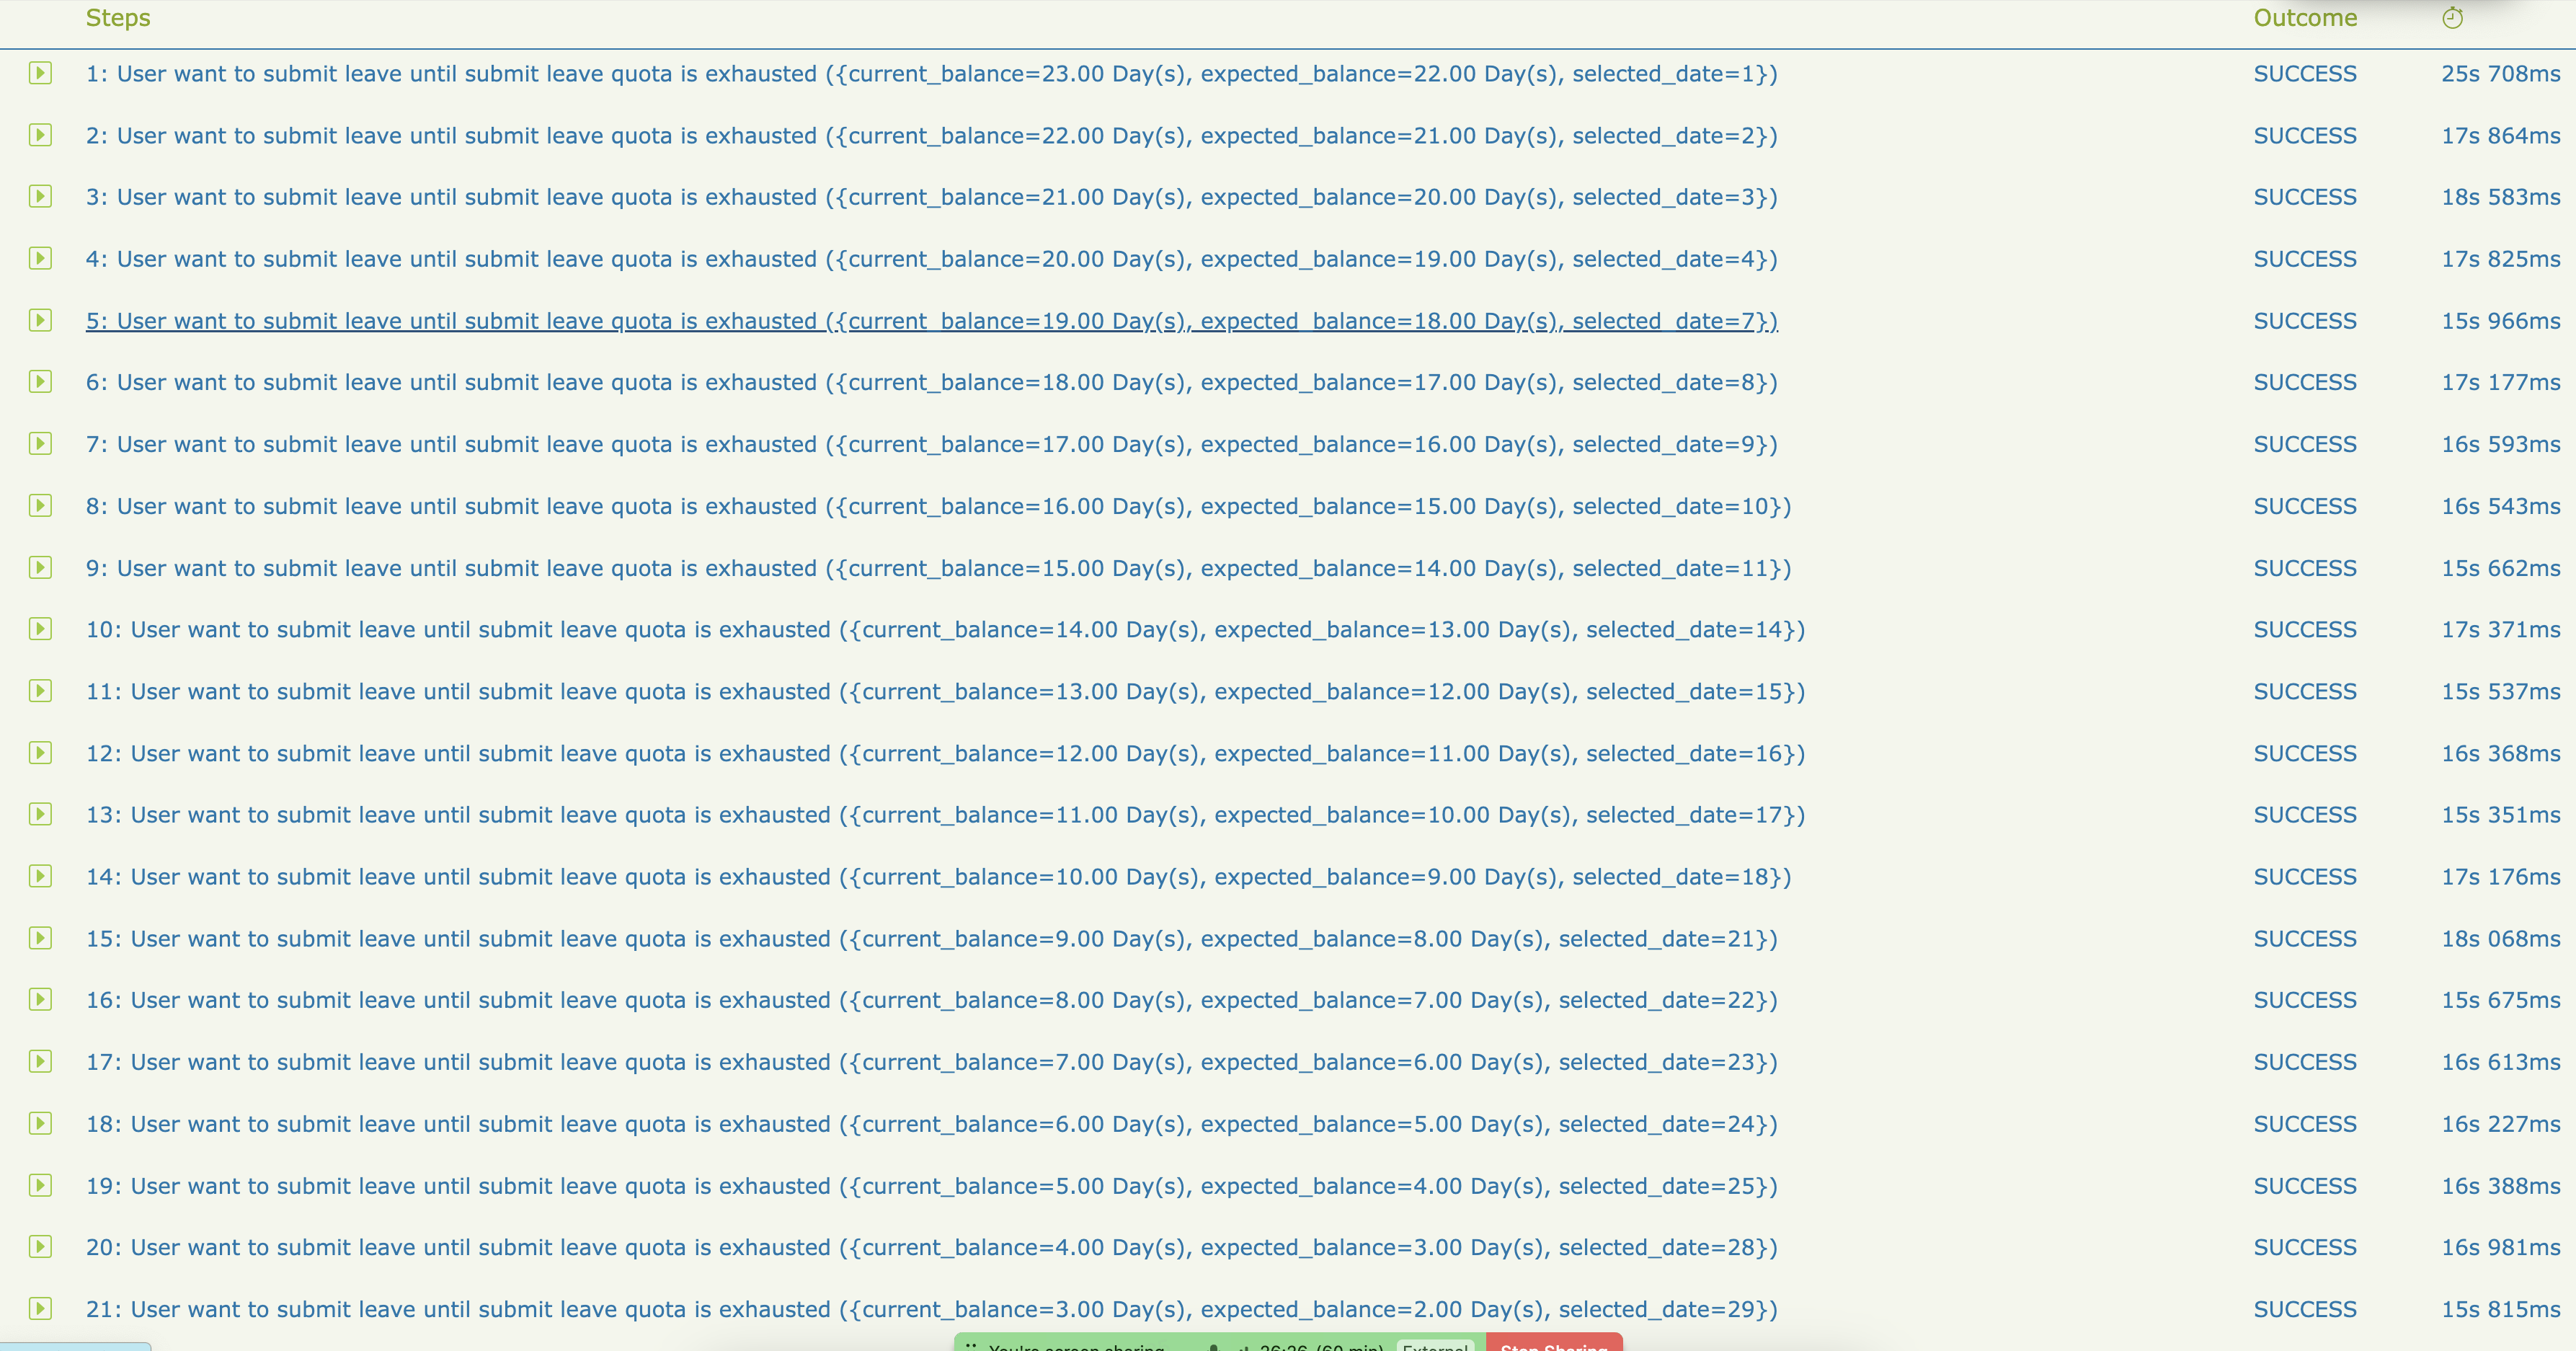 Steps Outcome
1: User want to submit leave until submit leave quota is exhausted ({current_balance=23.00 Day(s), expected_balance=22.00 Day(s), selected_date=1}) SUCCESS 25s 708ms
2: User want to submit leave until submit leave quota is exhausted ({current_balance=22.00 Day(s), expected_balance=21.00 Day(s), selected_date=2}) SUCCESS 17s 864ms
3: User want to submit leave until submit leave quota is exhausted ({current_balance=21.00 Day(s), expected_balance=20.00 Day(s), selected_date=3}) SUCCESS 18s 583ms
4: User want to submit leave until submit leave quota is exhausted ({current_balance=20.00 Day(s), expected_balance=19.00 Day(s), selected_date=4}) SUCCESS 17s 825ms
5: User want to submit leave until submit leave quota is exhausted ({current_balance=19.00 Day(s), expected_balance=18.00 Day(s), selected_date=7}) SUCCESS 15s 966ms
6: User want to submit leave until submit leave quota is exhausted ({current_balance=18.00 Day(s), expected_balance=17.00 Day(s), selected_date=8}) SUCCESS 17s 177ms
7: User want to submit leave until submit leave quota is exhausted ({current_balance=17.00 Day(s), expected_balance=16.00 Day(s), selected_date=9}) SUCCESS 16s 593ms
8: User want to submit leave until submit leave quota is exhausted ({current_balance=16.00 Day(s), expected_balance=15.00 Day(s), selected_date=10}) SUCCESS 16s 543ms
9: User want to submit leave until submit leave quota is exhausted ({current_balance=15.00 Day(s), expected_balance=14.00 Day(s), selected_date=11}) SUCCESS 15s 662ms
10: User want to submit leave until submit leave quota is exhausted ({current_balance=14.00 Day(s), expected_balance=13.00 Day(s), selected_date=14}) SUCCESS 17s 371ms
11: User want to submit leave until submit leave quota is exhausted ({current_balance=13.00 Day(s), expected_balance=12.00 Day(s), selected_date=15}) SUCCESS 15s 537ms
12: User want to submit leave until submit leave quota is exhausted ({current_balance=12.00 Day(s), expected_balance=11.00 Day(s), selected_date=16}) SUCCESS 16s 368ms
13: User want to submit leave until submit leave quota is exhausted ({current_balance=11.00 Day(s), expected_balance=10.00 Day(s), selected_date=17}) SUCCESS 15s 351ms
14: User want to submit leave until submit leave quota is exhausted ({current_balance=10.00 Day(s), expected_balance=9.00 Day(s), selected_date=18}) SUCCESS 17s 176ms
15: User want to submit leave until submit leave quota is exhausted ({current_balance=9.00 Day(s), expected_balance=8.00 Day(s), selected_date=21}) SUCCESS 18s 068ms
16: User want to submit leave until submit leave quota is exhausted ({current_balance=8.00 Day(s), expected_balance=7.00 Day(s), selected_date=22}) SUCCESS 15s 675ms
17: User want to submit leave until submit leave quota is exhausted ({current_balance=7.00 Day(s), expected_balance=6.00 Day(s), selected_date=23}) SUCCESS 16s 613ms
18: User want to submit leave until submit leave quota is exhausted ({current_balance=6.00 Day(s), expected_balance=5.00 Day(s), selected_date=24}) SUCCESS 16s 227ms
19: User want to submit leave until submit leave quota is exhausted ({current_balance=5.00 Day(s), expected_balance=4.00 Day(s), selected_date=25}) SUCCESS 16s 388ms
20: User want to submit leave until submit leave quota is exhausted ({current_balance=4.00 Day(s), expected_balance=3.00 Day(s), selected_date=28}) SUCCESS 16s 981ms
21: User want to submit leave until submit leave quota is exhausted ({current_balance=3.00 Day(s), expected_balance=2.00 Day(s), selected_date=29}) SUCCESS 15s 815ms
You're screen sharing (60 min) External Stop Sharing